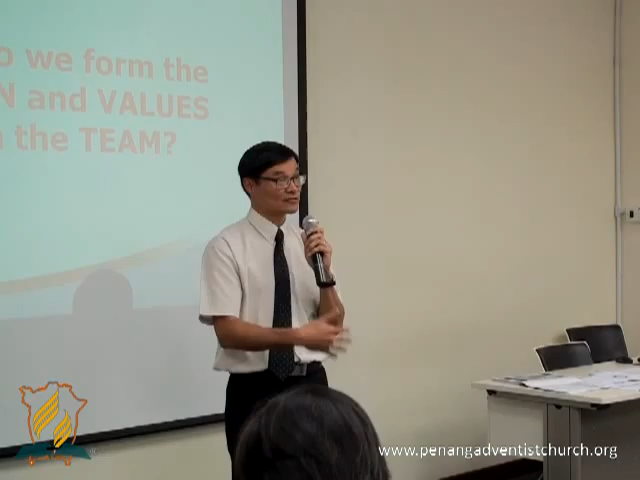 o we form the
N and VALUES
the TEAM?
www.penangadventistchurch.org